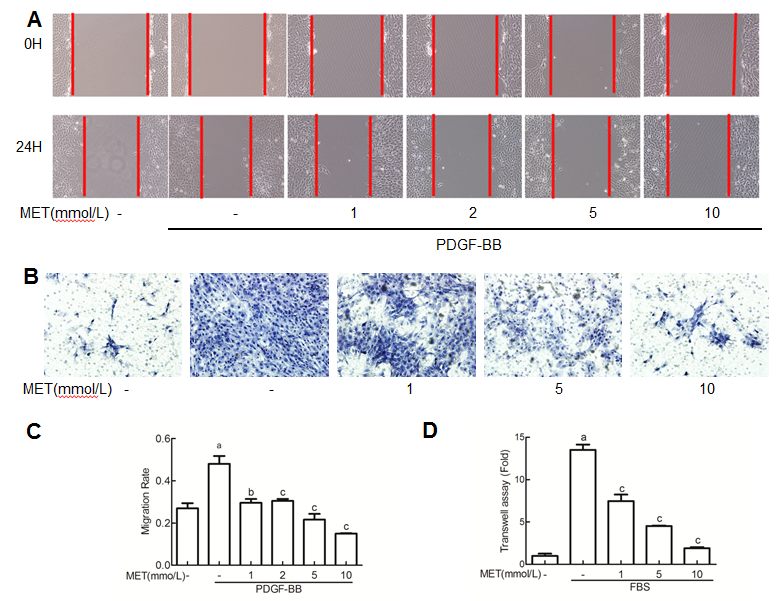 A
0H
24H
MET(mmol/L) - - 1 2 5 10
PDGF-BB
B
MET(mmol/L) - - 1 5 10
C
0.6
0.4
0.2
0.0
Migration Rate
a
b
c
c
c
MET(mmo/L)- - 1 2 5 10
PDGF-BB
D
15
10
5
0
Transwell assay (Fold)
a
c
c
c
MET(mmol/L) - - 1 5 10
FBS